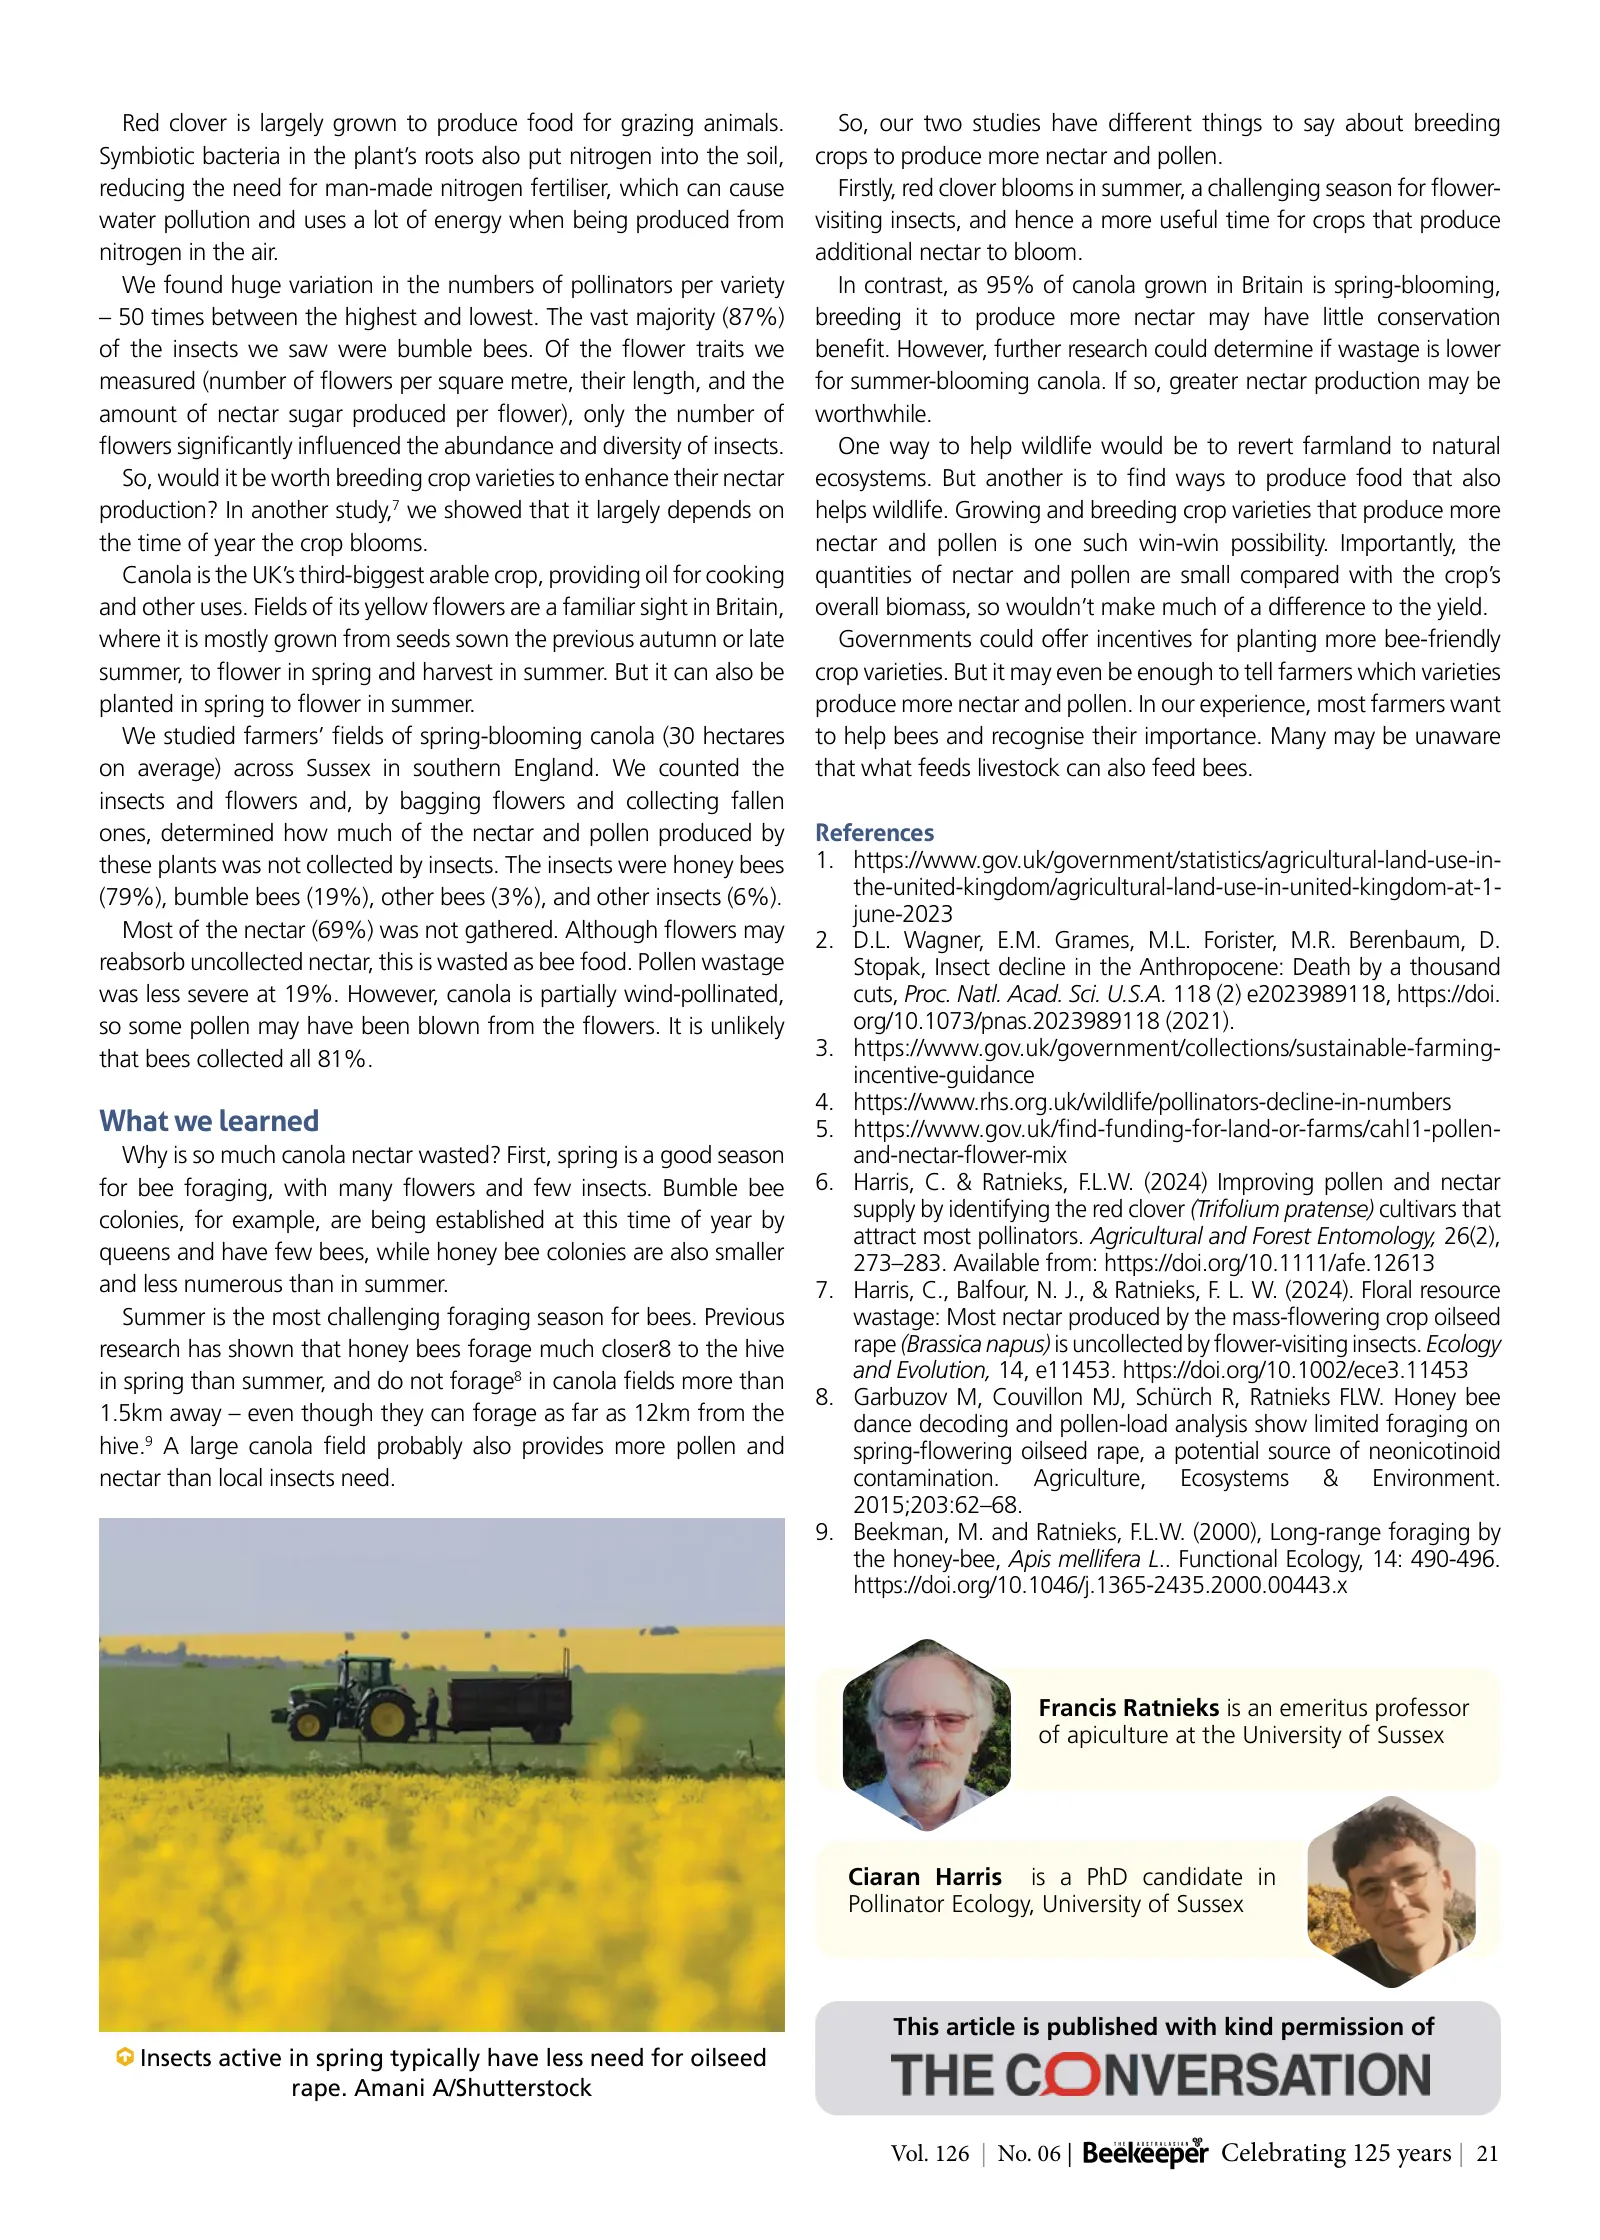 Red clover is largely grown to produce food for grazing animals.
Symbiotic bacteria in the plant’s roots also put nitrogen into the soil,
reducing the need for man-made nitrogen fertiliser, which can cause
water pollution and uses a lot of energy when being produced from
nitrogen in the air.
We found huge variation in the numbers of pollinators per variety
– 50 times between the highest and lowest. The vast majority (87%)
of the insects we saw were bumble bees. Of the flower traits we
measured (number of flowers per square metre, their length, and the
amount of nectar sugar produced per flower), only the number of
flowers significantly influenced the abundance and diversity of insects.
So, would it be worth breeding crop varieties to enhance their nectar
production? In another study,⁷ we showed that it largely depends on
the time of year the crop blooms.
Canola is the UK’s third-biggest arable crop, providing oil for cooking
and other uses. Fields of its yellow flowers are a familiar sight in Britain,
where it is mostly grown from seeds sown the previous autumn or late
summer, to flower in spring and harvest in summer. But it can also be
planted in spring to flower in summer.
We studied farmers’ fields of spring-blooming canola (30 hectares
on average) across Sussex in southern England. We counted the
insects and flowers and, by bagging flowers and collecting fallen
ones, determined how much of the nectar and pollen produced by
these plants was not collected by insects. The insects were honey bees
(79%), bumble bees (19%), other bees (3%), and other insects (6%).
Most of the nectar (69%) was not gathered. Although flowers may
reabsorb uncollected nectar, this is wasted as bee food. Pollen wastage
was less severe at 19%. However, canola is partially wind-pollinated,
so some pollen may have been blown from the flowers. It is unlikely
that bees collected all 81%.
What we learned
Why is so much canola nectar wasted? First, spring is a good season
for bee foraging, with many flowers and few insects. Bumble bee
colonies, for example, are being established at this time of year by
queens and have few bees, while honey bee colonies are also smaller
and less numerous than in summer.
Summer is the most challenging foraging season for bees. Previous
research has shown that honey bees forage much closer8 to the hive
in spring than summer, and do not forage⁸ in canola fields more than
1.5km away – even though they can forage as far as 12km from the
hive.⁹ A large canola field probably also provides more pollen and
nectar than local insects need.
Insects active in spring typically have less need for oilseed
rape. Amani A/Shutterstock
So, our two studies have different things to say about breeding
crops to produce more nectar and pollen.
Firstly, red clover blooms in summer, a challenging season for flower-
visiting insects, and hence a more useful time for crops that produce
additional nectar to bloom.
In contrast, as 95% of canola grown in Britain is spring-blooming,
breeding it to produce more nectar may have little conservation
benefit. However, further research could determine if wastage is lower
for summer-blooming canola. If so, greater nectar production may be
worthwhile.
One way to help wildlife would be to revert farmland to natural
ecosystems. But another is to find ways to produce food that also
helps wildlife. Growing and breeding crop varieties that produce more
nectar and pollen is one such win-win possibility. Importantly, the
quantities of nectar and pollen are small compared with the crop’s
overall biomass, so wouldn’t make much of a difference to the yield.
Governments could offer incentives for planting more bee-friendly
crop varieties. But it may even be enough to tell farmers which varieties
produce more nectar and pollen. In our experience, most farmers want
to help bees and recognise their importance. Many may be unaware
that what feeds livestock can also feed bees.
References
1. https://www.gov.uk/government/statistics/agricultural-land-use-in-
the-united-kingdom/agricultural-land-use-in-united-kingdom-at-1-
june-2023
2. D.L. Wagner, E.M. Grames, M.L. Forister, M.R. Berenbaum, D.
Stopak, Insect decline in the Anthropocene: Death by a thousand
cuts, Proc. Natl. Acad. Sci. U.S.A. 118 (2) e2023989118, https://doi.
org/10.1073/pnas.2023989118 (2021).
3. https://www.gov.uk/government/collections/sustainable-farming-
incentive-guidance
4. https://www.rhs.org.uk/wildlife/pollinators-decline-in-numbers
5. https://www.gov.uk/find-funding-for-land-or-farms/cahl1-pollen-
and-nectar-flower-mix
6. Harris, C. & Ratnieks, F.L.W. (2024) Improving pollen and nectar
supply by identifying the red clover (Trifolium pratense) cultivars that
attract most pollinators. Agricultural and Forest Entomology, 26(2),
273–283. Available from: https://doi.org/10.1111/afe.12613
7. Harris, C., Balfour, N. J., & Ratnieks, F. L. W. (2024). Floral resource
wastage: Most nectar produced by the mass-flowering crop oilseed
rape (Brassica napus) is uncollected by flower-visiting insects. Ecology
and Evolution, 14, e11453. https://doi.org/10.1002/ece3.11453
8. Garbuzov M, Couvillon MJ, Schürch R, Ratnieks FLW. Honey bee
dance decoding and pollen-load analysis show limited foraging on
spring-flowering oilseed rape, a potential source of neonicotinoid
contamination. Agriculture, Ecosystems & Environment.
2015;203:62–68.
9. Beekman, M. and Ratnieks, F.L.W. (2000), Long-range foraging by
the honey-bee, Apis mellifera L.. Functional Ecology, 14: 490-496.
https://doi.org/10.1046/j.1365-2435.2000.00443.x
Francis Ratnieks is an emeritus professor
of apiculture at the University of Sussex
Ciaran Harris is a PhD candidate in
Pollinator Ecology, University of Sussex
This article is published with kind permission of
THE CONVERSATION
Vol. 126 | No. 06 | THE AUSTRALASIAN Beekeeper Celebrating 125 years | 21